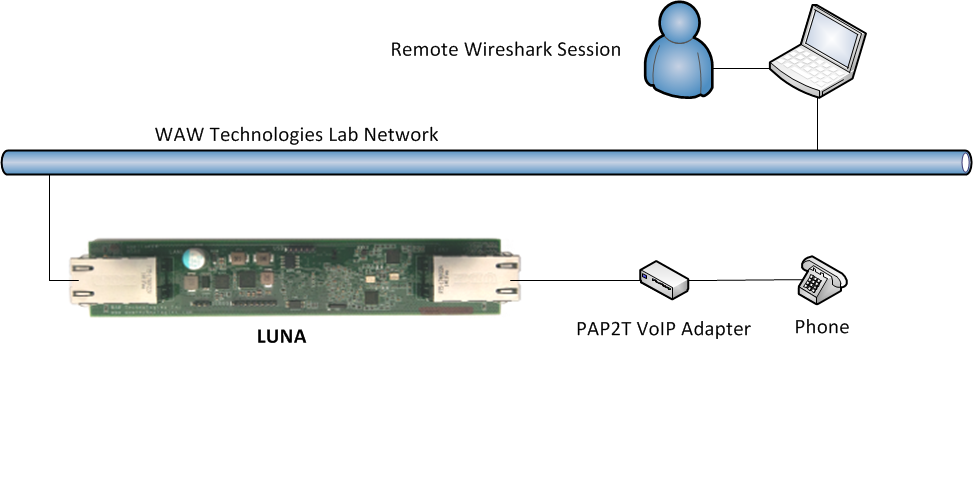 Remote Wireshark Session
WAW Technologies Lab Network
LUNA
PAP2T VoIP Adapter
Phone